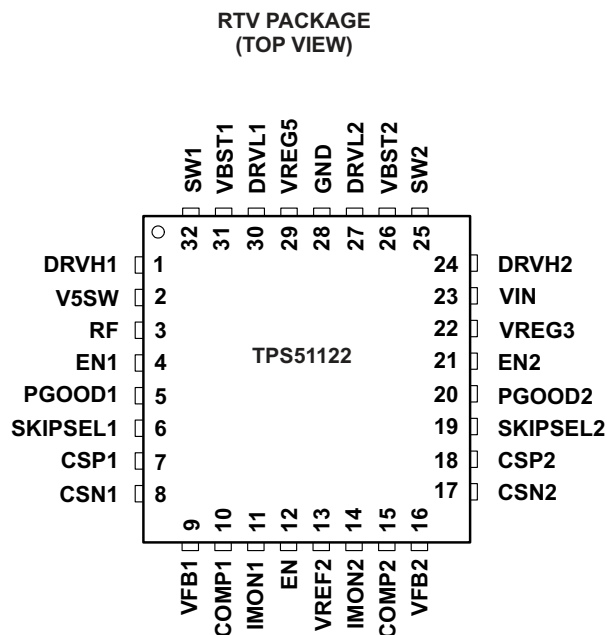 RTV PACKAGE
(TOP VIEW)
SW1
VBST1
DRVL1
VREG5
GND
DRVL2
VBST2
SW2
32
31
30
29
28
27
26
25
DRVH1 1
V5SW 2
RF 3
EN1 4
PGOOD1 5
SKIPSEL1 6
CSP1 7
CSN1 8
TPS51122
24 DRVH2
23 VIN
22 VREG3
21 EN2
20 PGOOD2
19 SKIPSEL2
18 CSP2
17 CSN2
9
10
11
12
13
14
15
16
VFB1
COMP1
IMON1
EN
VREF2
IMON2
COMP2
VFB2